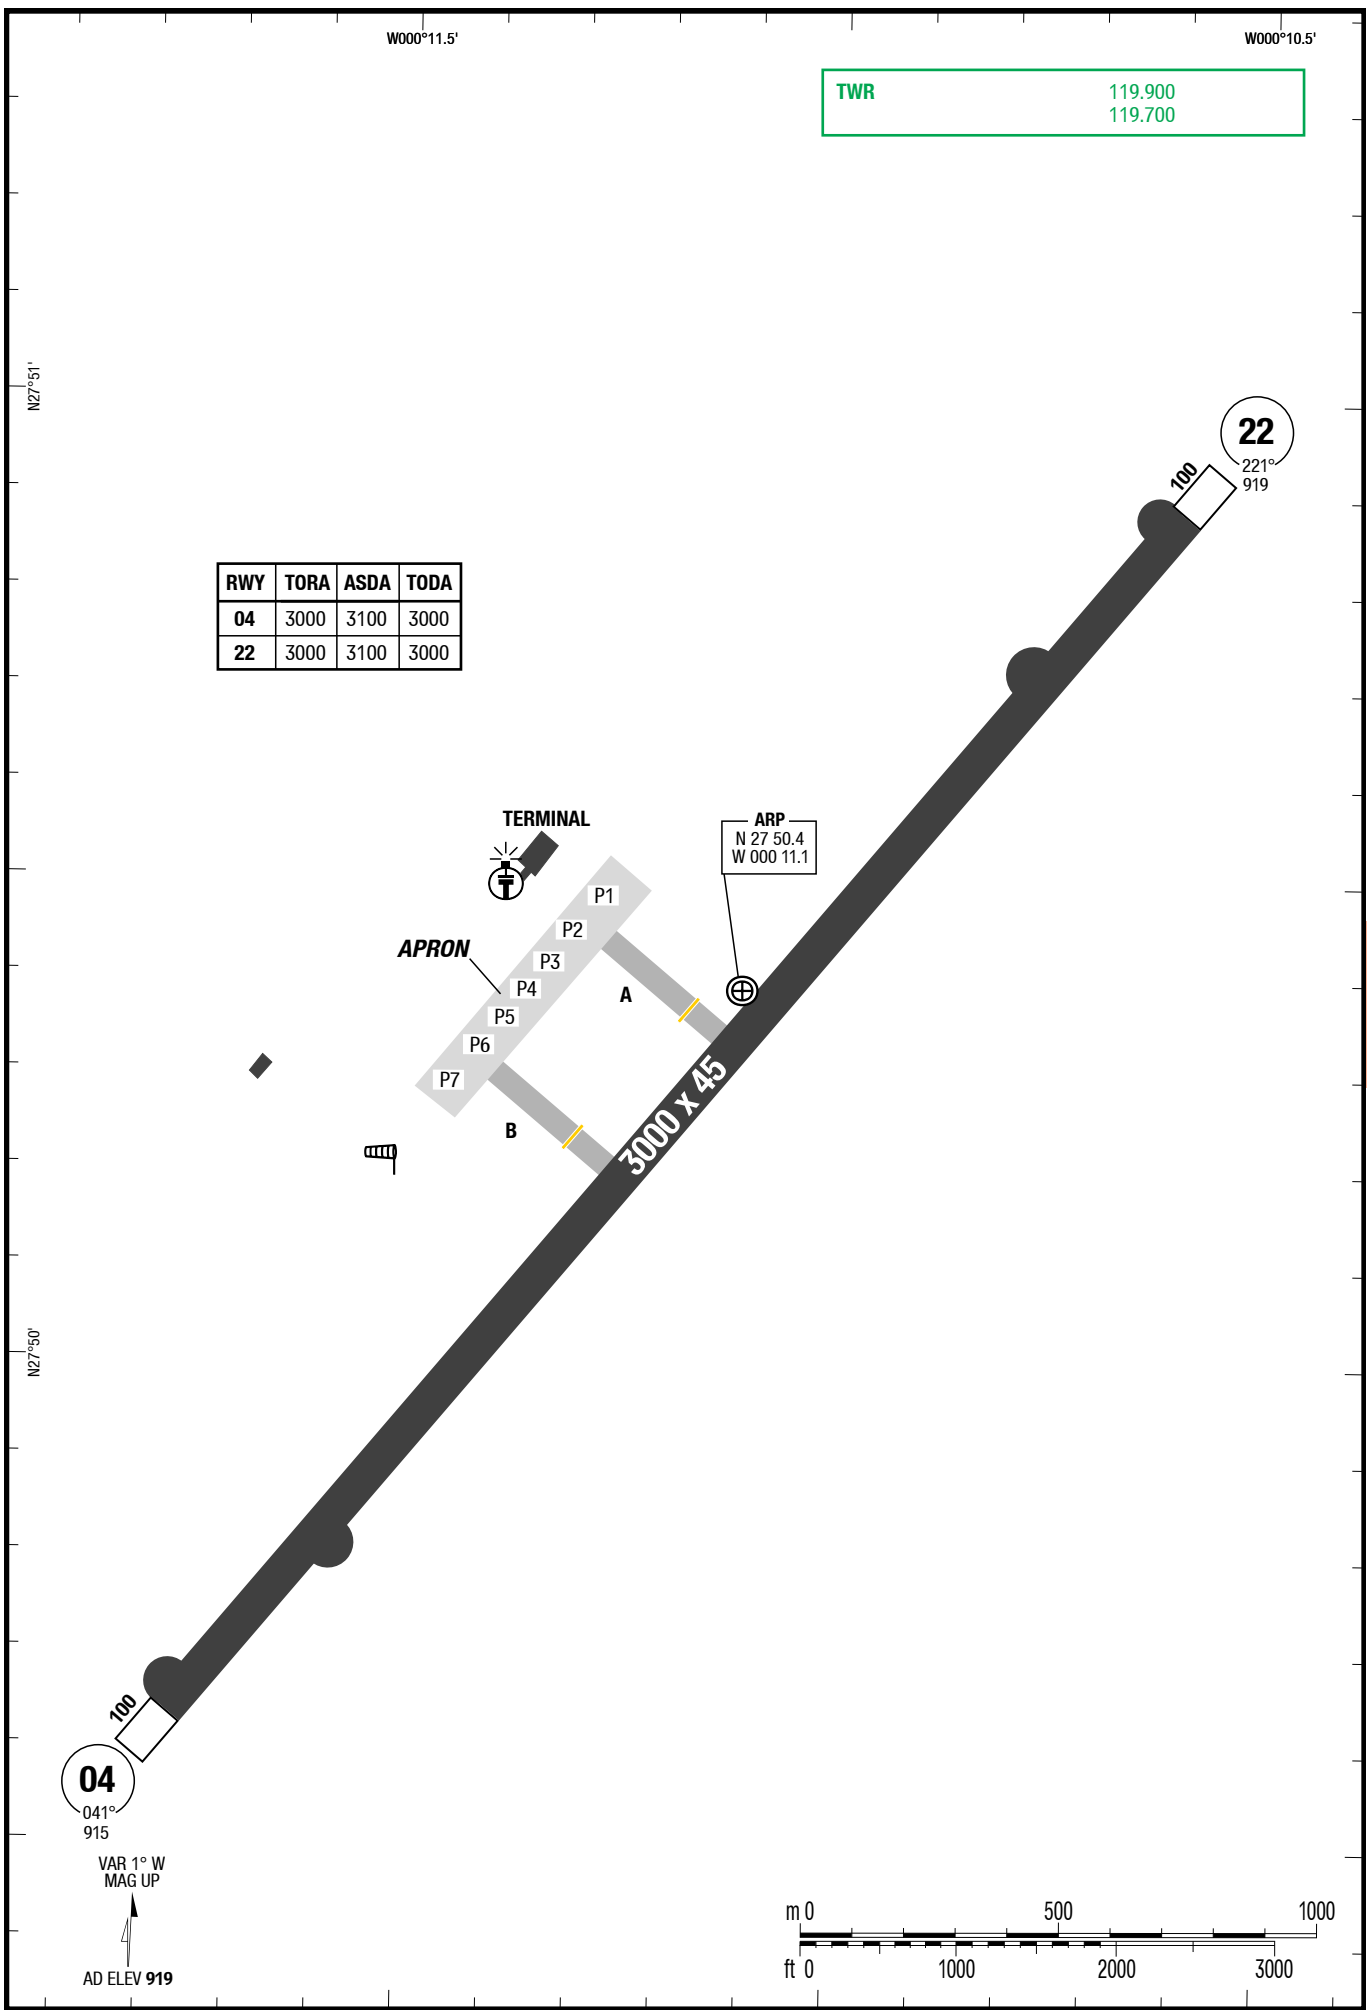 W000°11.5'
W000°10.5'
TWR 119.900
119.700
N27°51'
22
221°
919
100
RWY TORA ASDA TODA
04 3000 3100 3000
22 3000 3100 3000
TERMINAL
ARP
N 27 50.4
W 000 11.1
P1
P2
APRON
P3
P4
A
P5
P6
P7
3000 x 45
B
N27°50'
100
04
041°
915
VAR 1° W
MAG UP
AD ELEV 919
m 0 500 1000
ft 0 1000 2000 3000